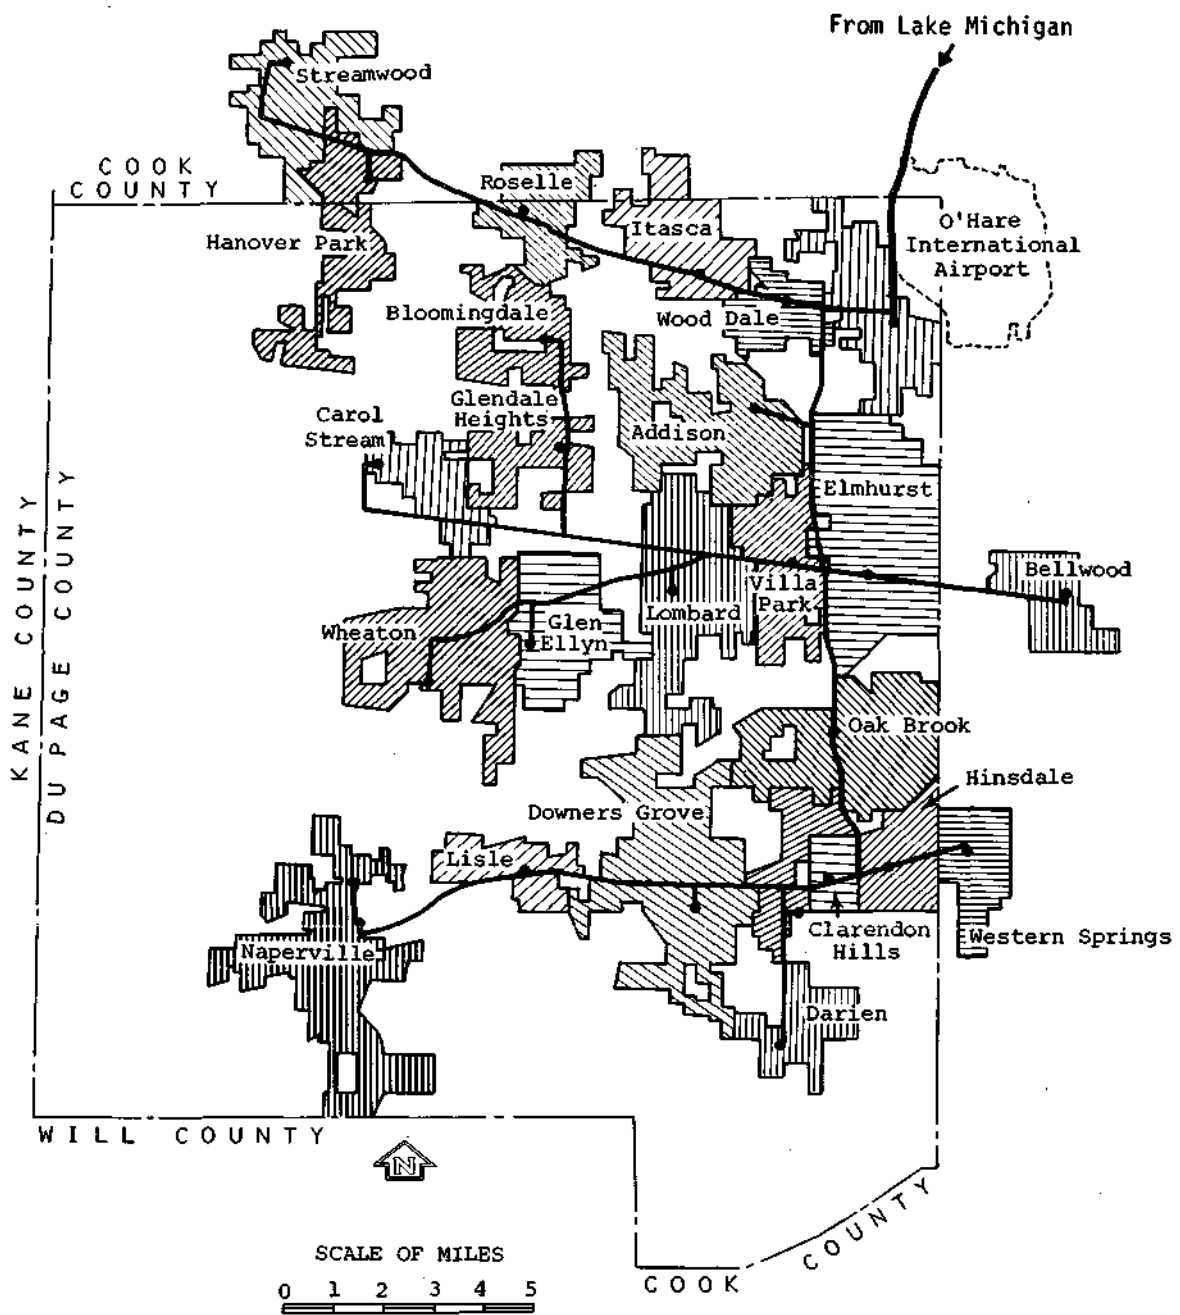 From Lake Michigan
Streamwood
COOK
COUNTY
Roselle
O'Hare
International
Airport
Itasca
Hanover Park
Bloomingdale
Wood Dale
Glendale
Heights
Carol
Stream
Addison
Elmhurst
KANE COUNTY
DU PAGE COUNTY
Bellwood
Villa
Park
Lombard
Glen
Ellyn
Wheaton
Oak Brook
Hinsdale
Downers Grove
Lisle
Clarendon
Hills
Western Springs
Naperville
Darien
WILL COUNTY
N
COOK COUNTY
SCALE OF MILES
0 1 2 3 4 5